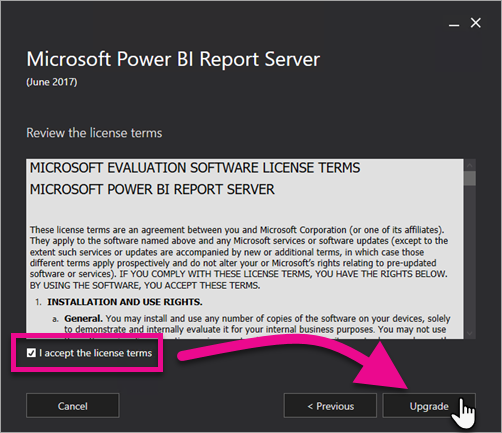 Microsoft Power BI Report Server
(June 2017)
Review the license terms
MICROSOFT EVALUATION SOFTWARE LICENSE TERMS
MICROSOFT POWER BI REPORT SERVER
These license terms are an agreement between you and Microsoft Corporation (or one of its affiliates).
They apply to the software named above and any Microsoft services or software updates (except to the
extent such services or updates are accompanied by new or additional terms, in which case those
different terms apply prospectively and do not alter your or Microsoft's rights relating to pre-updated
software or services). IF YOU COMPLY WITH THESE LICENSE TERMS, YOU HAVE THE RIGHTS BELOW.
BY USING THE SOFTWARE, YOU ACCEPT THESE TERMS.
1. INSTALLATION AND USE RIGHTS.
a. General. You may install and use any number of copies of the software on your devices, solely
to demonstrate and internally evaluate it for your internal business purposes. You may not use
I accept the license terms
Cancel
< Previous
Upgrade